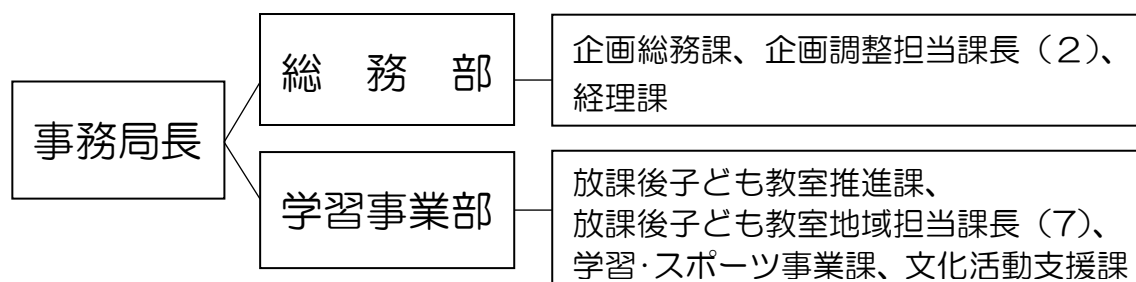 事務局長
総　務　部
企画総務課、企画調整担当課長（２）、
経理課
学習事業部
放課後子ども教室推進課、
放課後子ども教室地域担当課長（７）、
学習･スポーツ事業課、文化活動支援課